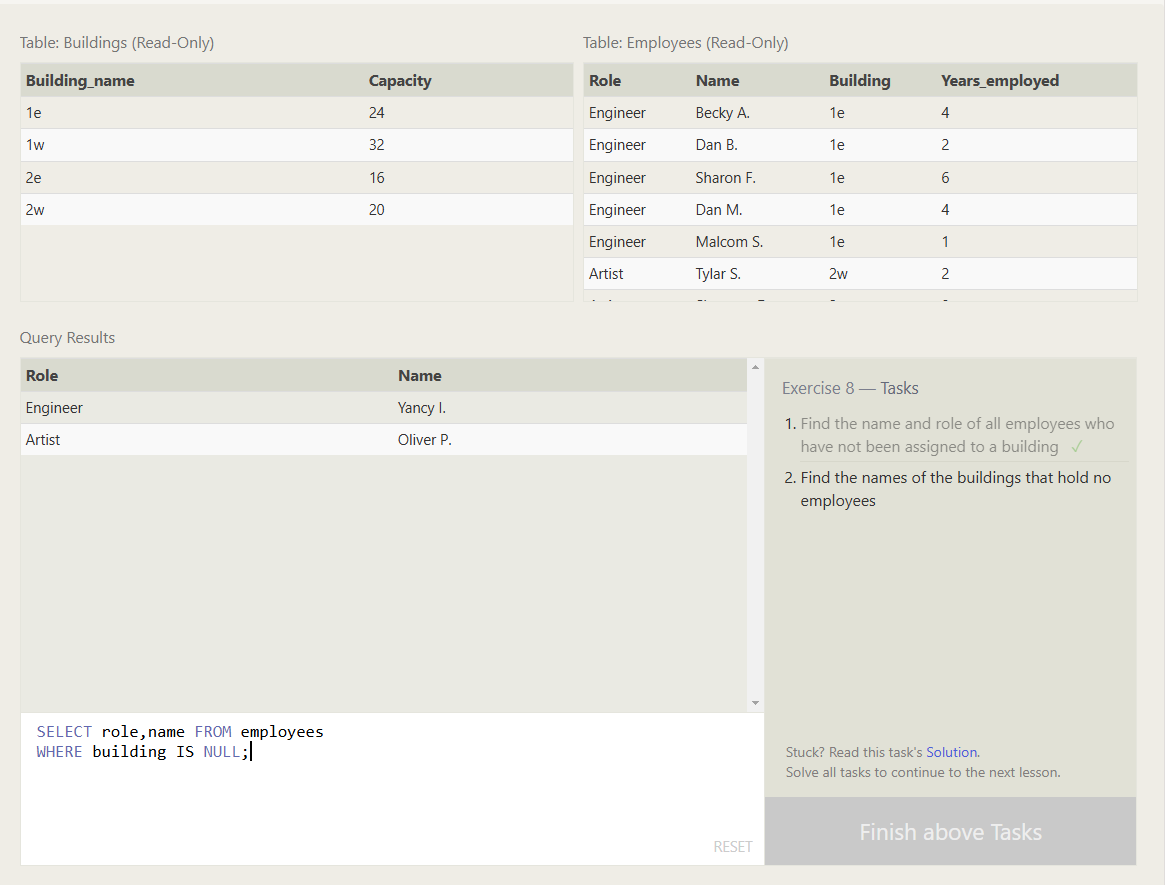 Table: Buildings (Read-Only)
Building_name Capacity
1e 24
1w 32
2e 16
2w 20
Table: Employees (Read-Only)
Role Name Building Years_employed
Engineer Becky A. 1e 4
Engineer Dan B. 1e 2
Engineer Sharon F. 1e 6
Engineer Dan M. 1e 4
Engineer Malcom S. 1e 1
Artist Tylar S. 2w 2
Query Results
Role Name
Engineer Yancy I.
Artist Oliver P.
SELECT role,name FROM employees
WHERE building IS NULL;
RESET
Exercise 8 — Tasks
1. Find the name and role of all employees who
have not been assigned to a building ✓
2. Find the names of the buildings that hold no
employees
Stuck? Read this task's Solution.
Solve all tasks to continue to the next lesson.
Finish above Tasks